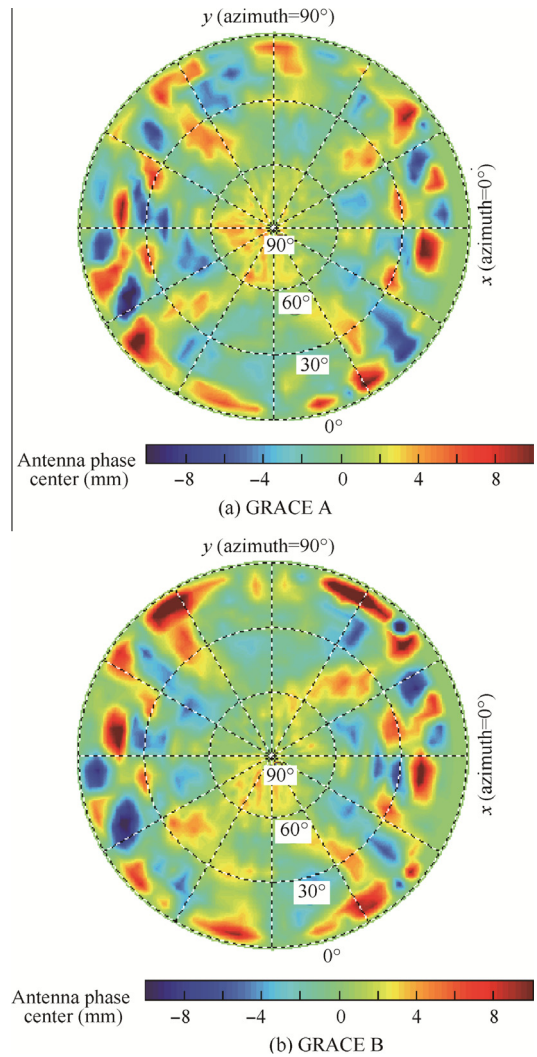 y (azimuth=90°)
x (azimuth=0°)
90°
60°
30°
0°
Antenna phase
center (mm)
−8 −4 0 4 8
(a) GRACE A
y (azimuth=90°)
x (azimuth=0°)
90°
60°
30°
0°
Antenna phase
center (mm)
−8 −4 0 4 8
(b) GRACE B